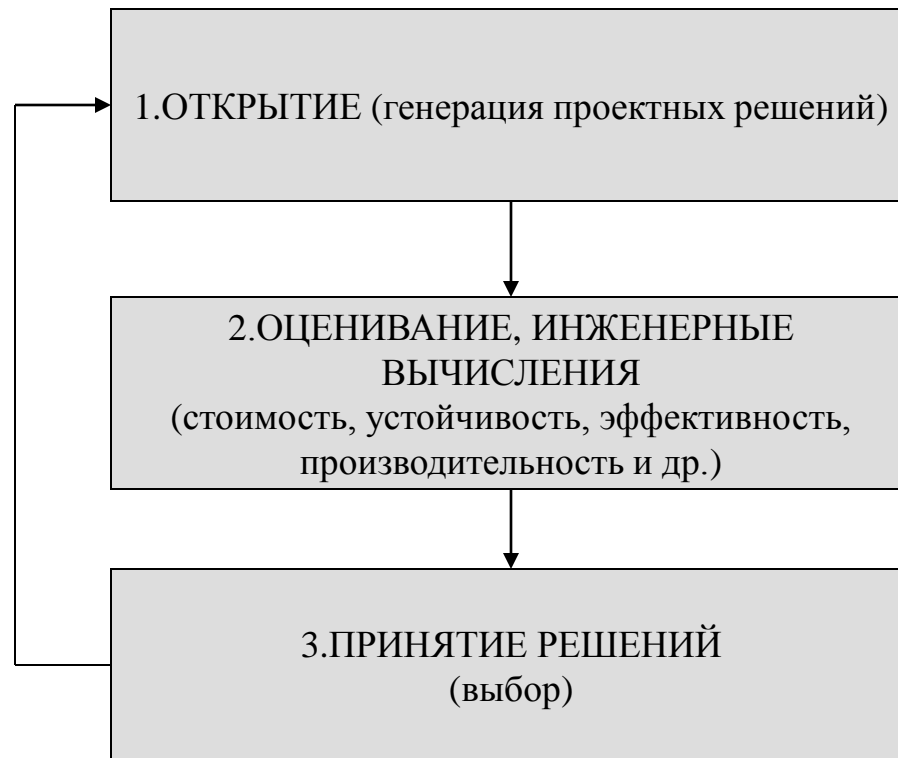 1.ОТКРЫТИЕ (генерация проектных решений)
2.ОЦЕНИВАНИЕ, ИНЖЕНЕРНЫЕ
ВЫЧИСЛЕНИЯ
(стоимость, устойчивость, эффективность,
производительность и др.)
3.ПРИНЯТИЕ РЕШЕНИЙ
(выбор)